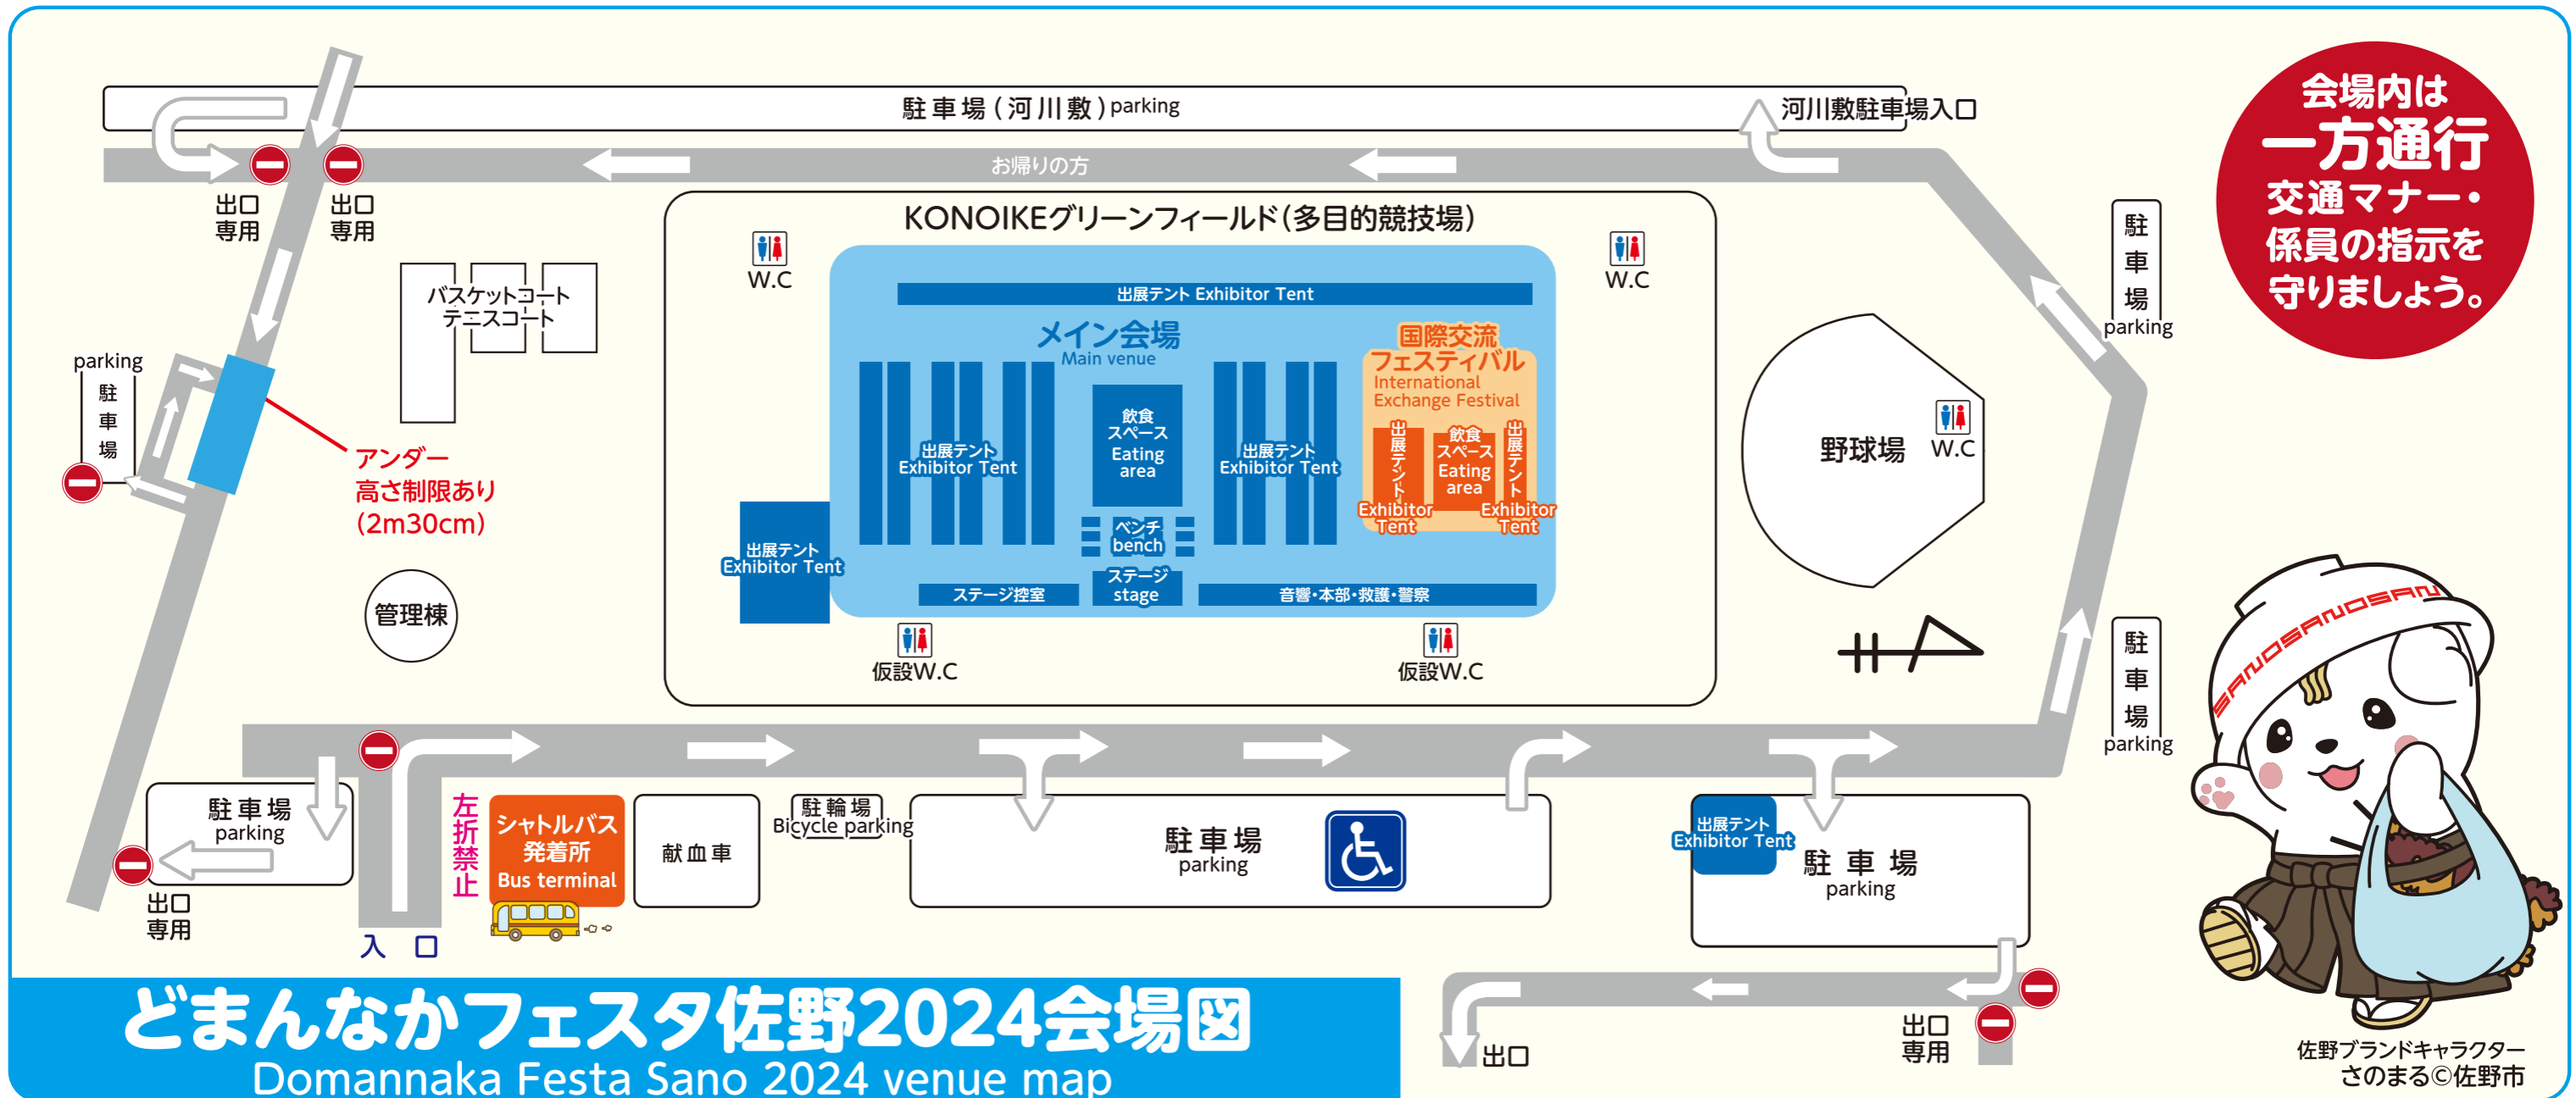 駐車場(河川敷)parking
河川敷駐車場入口
お帰りの方
出口
専用
出口
専用
会場内は
一方通行
交通マナー・
係員の指示を
守りましょう。
KONOIKEグリーンフィールド(多目的競技場)
W.C
W.C
出展テント Exhibitor Tent
メイン会場
Main venue
国際交流
フェスティバル
International
Exchange Festival
バスケットコート
テニスコート
parking
駐車場
アンダー
高さ制限あり
(2m30cm)
管理棟
出展テント
Exhibitor Tent
出展テント
Exhibitor Tent
飲食
スペース
Eating
area
出展テント
Exhibitor Tent
出展テント
Exhibitor
Tent
飲食
スペース
Eating
area
出展テント
Exhibitor
Tent
ベンチ
bench
ステージ
stage
ステージ控室
音響・本部・救護・警察
仮設W.C
仮設W.C
野球場
W.C
駐車場
parking
駐車場
parking
SANOSANOSAN
駐車場
parking
出口
専用
入口
左折禁止
シャトルバス
発着所
Bus terminal
献血車
駐輪場
Bicycle parking
駐車場
parking
出展テント
Exhibitor Tent
駐車場
parking
出口
出口
専用
どまんなかフェスタ佐野2024会場図
Domannaka Festa Sano 2024 venue map
佐野ブランドキャラクター
さのまる©佐野市